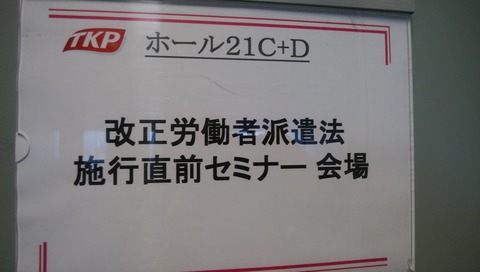 TKP ホール21C+D
改正労働者派遣法
施行直前セミナー 会場